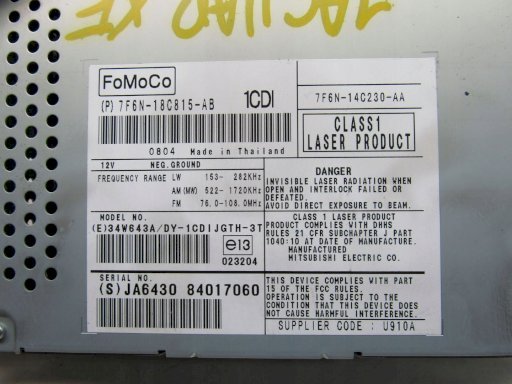 JAGUAR XF
FoMoCo
(P) 7F6N-18C815-AB 1CDI
0804 Made in Thailand
7F6N-14C230-AA
CLASS1
LASER PRODUCT
12V NEG.GROUND
FREQUENCY RANGE LW 153- 282KHz
AM(MW) 522-1720KHz
FM 76.0-108.0MHz
MODEL NO.
(E)34W643A/DY-1CDIJGTH-3T
e13
023204
SERIAL NO.
(S)JA6430 84017060
DANGER
INVISIBLE LASER RADIATION WHEN
OPEN AND INTERLOCK FAILED OR
DEFEATED.
AVOID DIRECT EXPOSURE TO BEAM.
CLASS 1 LASER PRODUCT
PRODUCT COMPLIES WITH DHHS
RULES 21 CFR SUBCHAPTER J PART
1040:10 AT DATE OF MANUFACTURE.
MANUFACTURED
MITSUBISHI ELECTRIC CO.
THIS DEVICE COMPLIES WITH PART
15 OF THE FCC RULES.
OPERATION IS SUBJECT TO THE
CONDITION THAT THIS DEVICE DOES
NOT CAUSE HARMFUL INTERFERENCE.
SUPPLIER CODE : U910A